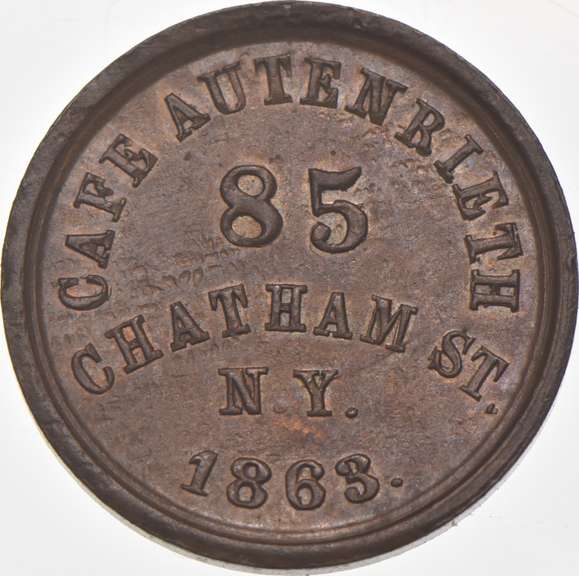 CAFE AUTENRIETH
85
CHATHAM ST.
N.Y.
1863.